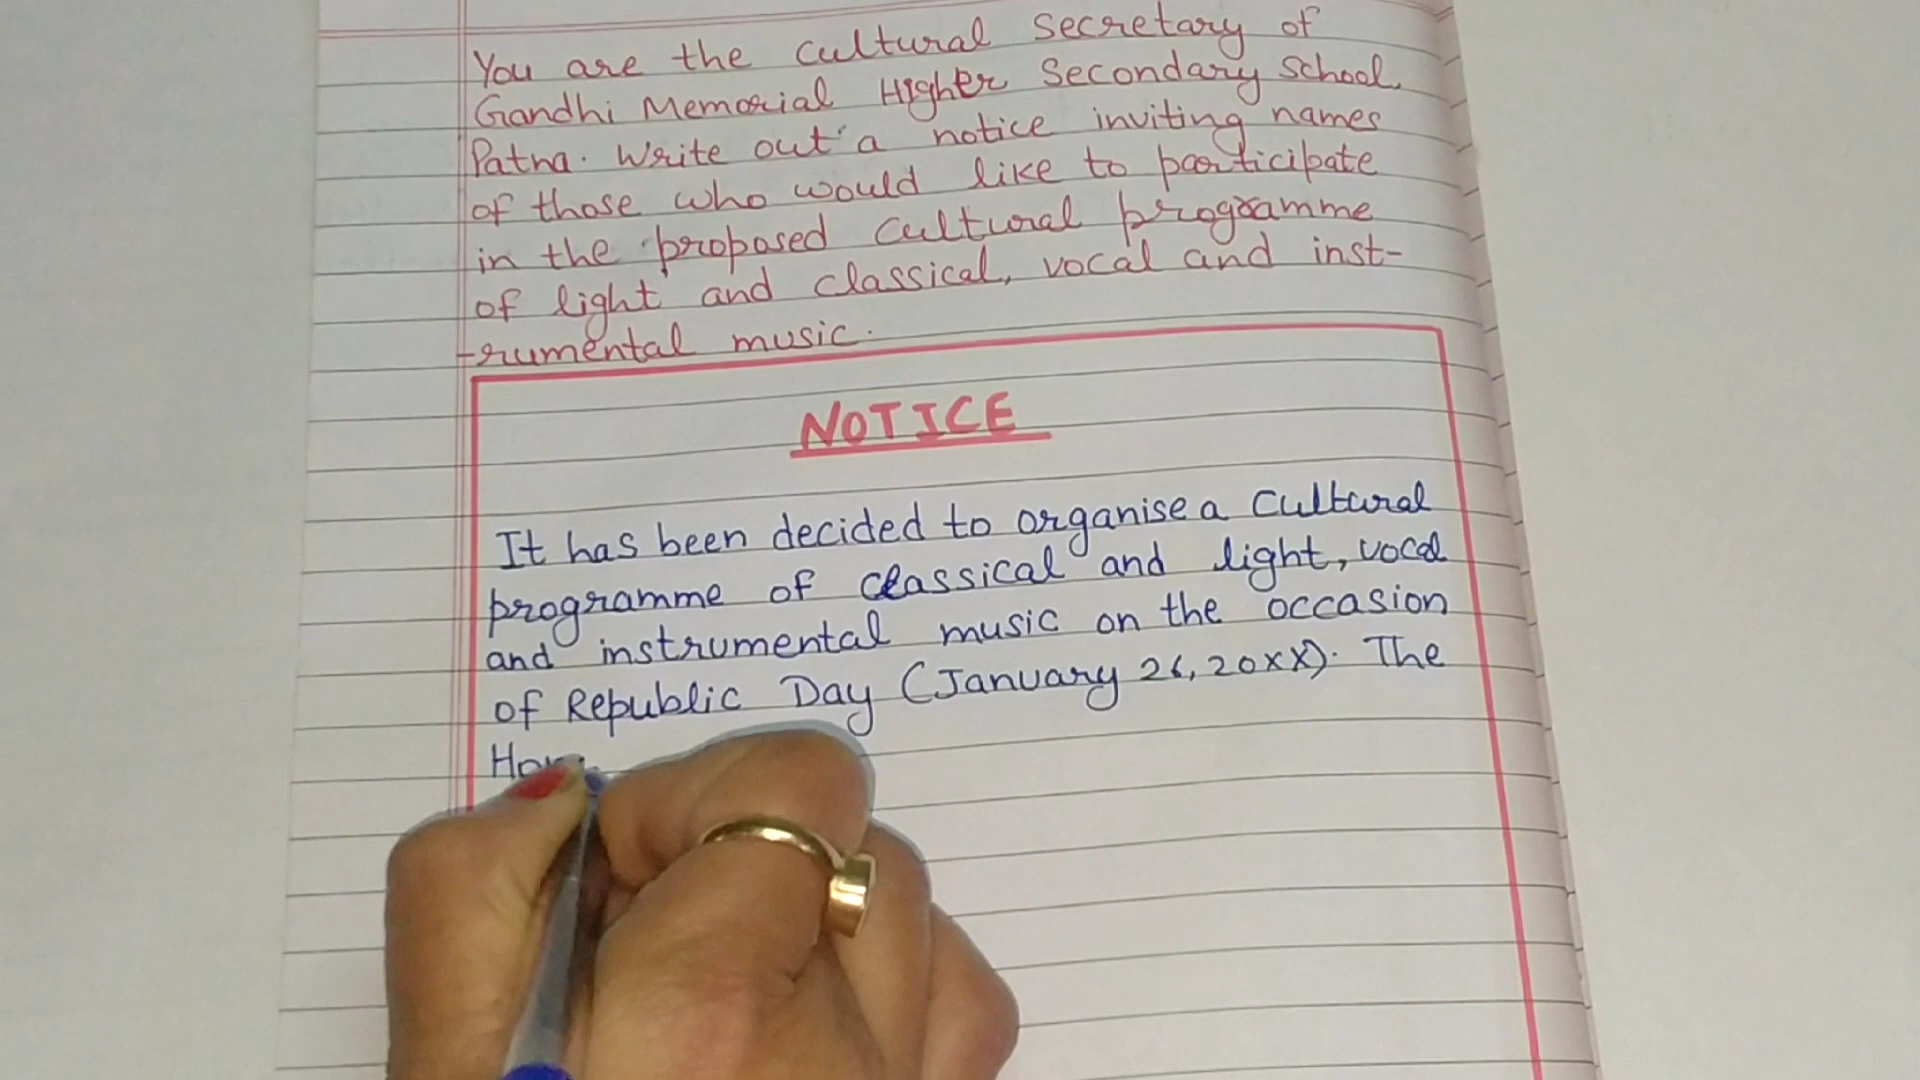 You are the cultural secretary of
Gandhi Memorial Higher Secondary School,
Patna. Write out a notice inviting names
of those who would like to participate
in the proposed cultural programme
of light and classical, vocal and inst-
-rumental music.
NOTICE
It has been decided to organise a cultural
programme of classical and light, vocal
and instrumental music on the occasion
of Republic Day (January 26, 20XX). The